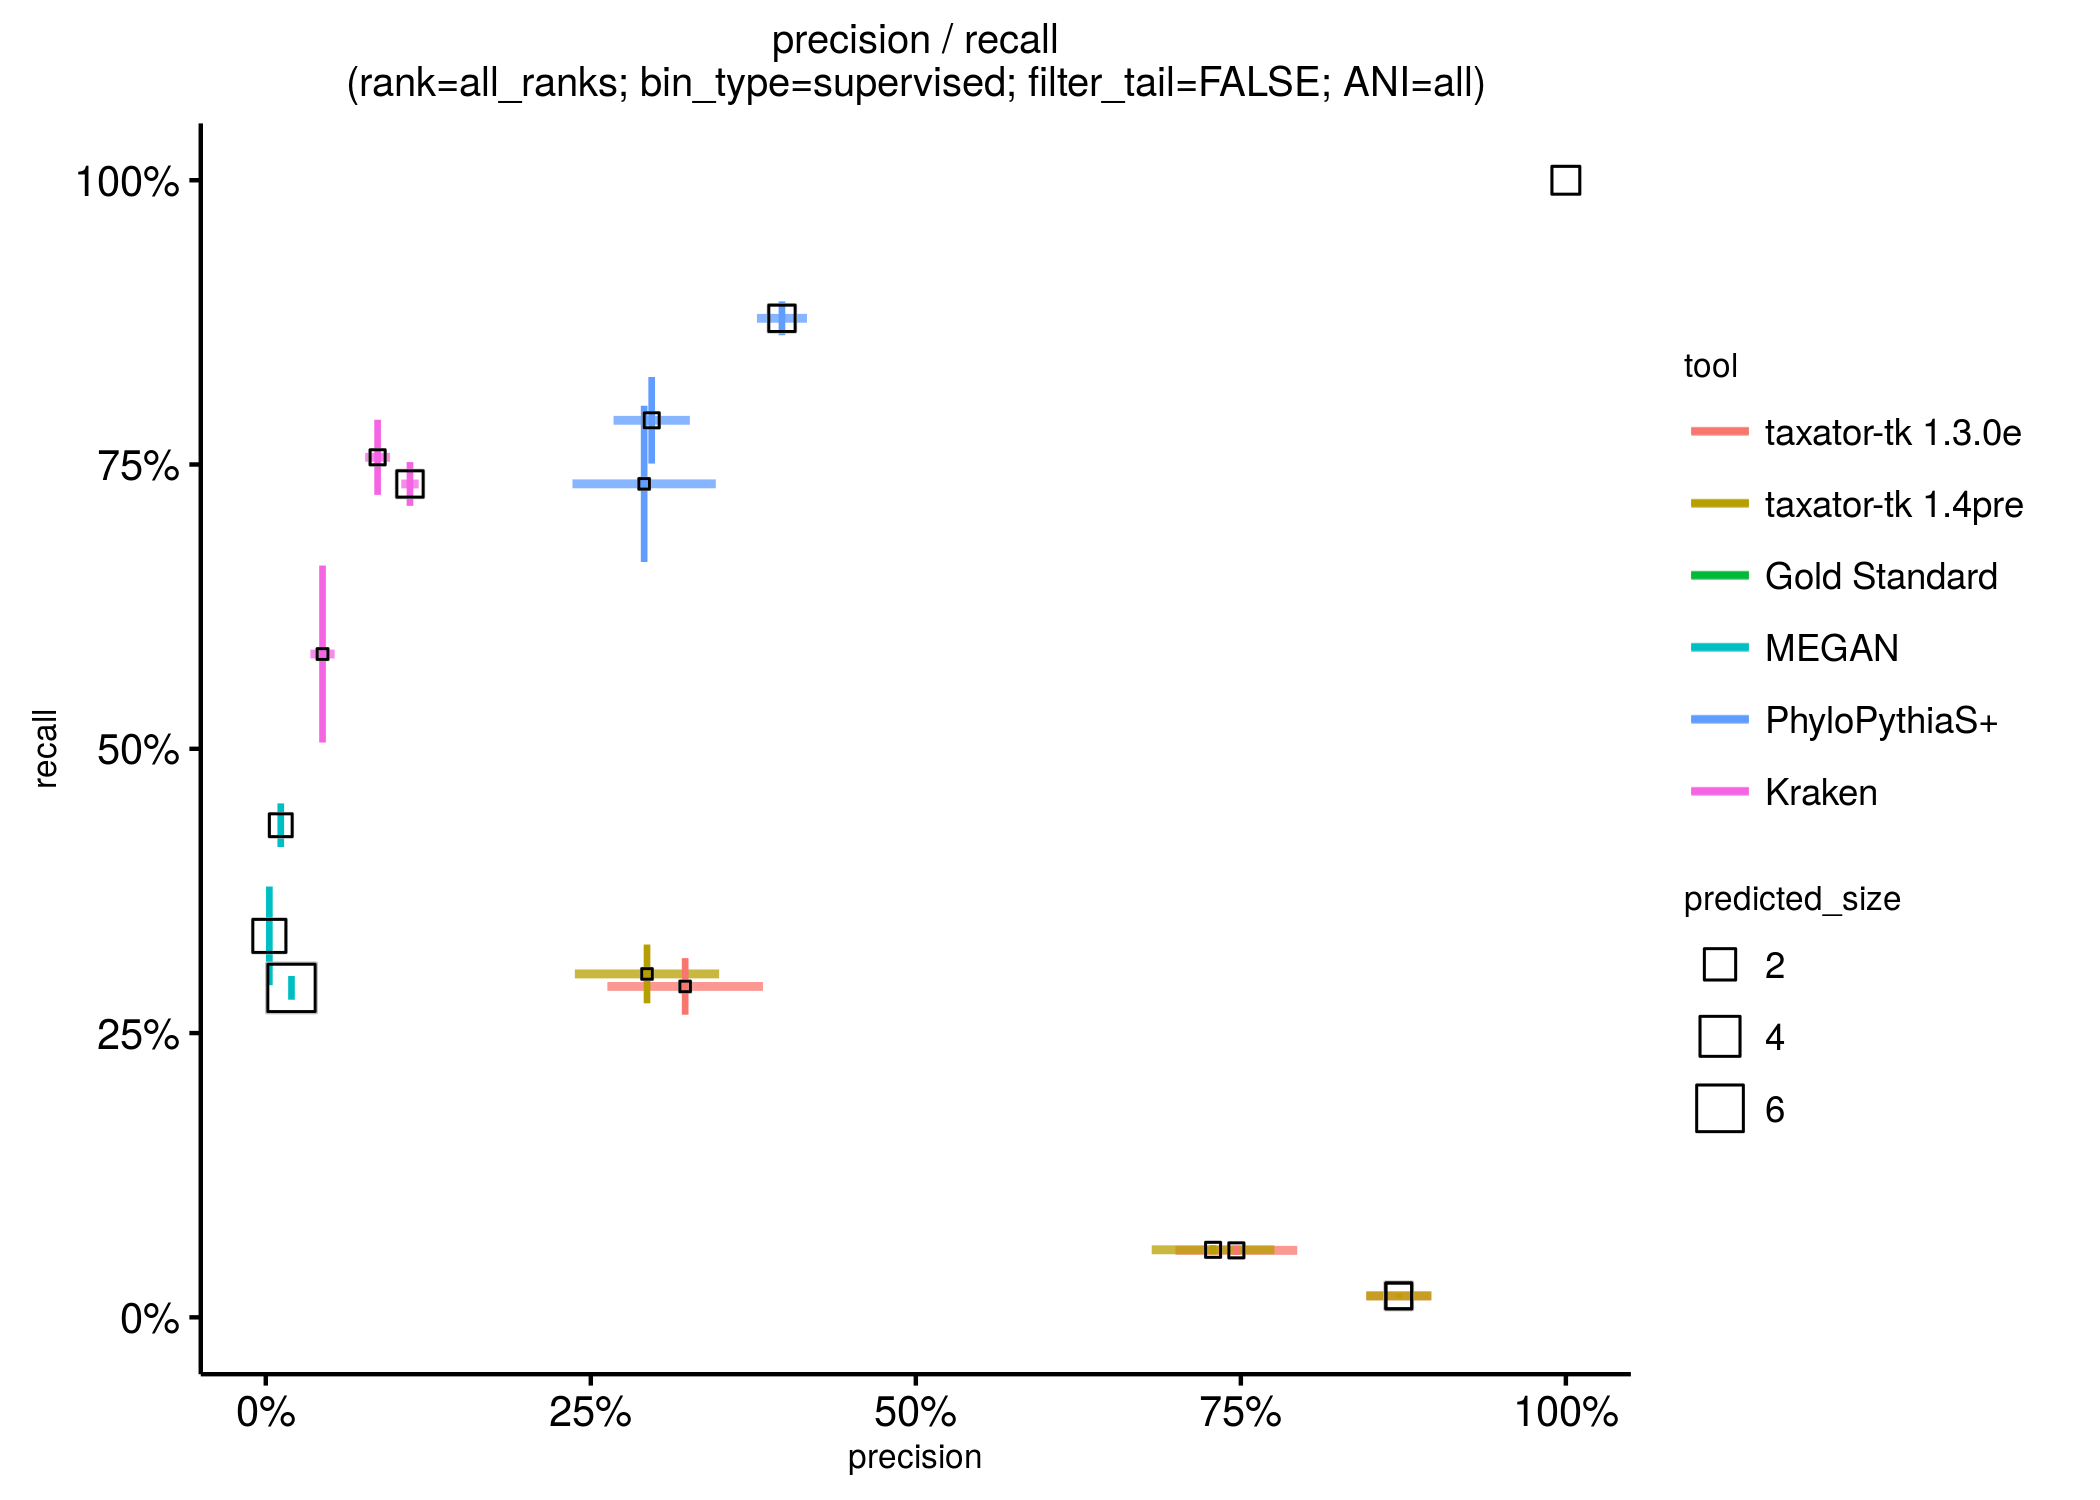 precision / recall
(rank=all_ranks; bin_type=supervised; filter_tail=FALSE; ANI=all)
100%
75%
50%
25%
0%
recall
0%
25%
50%
75%
100%
precision
tool
taxator-tk 1.3.0e
taxator-tk 1.4pre
Gold Standard
MEGAN
PhyloPythiaS+
Kraken
predicted_size
2
4
6